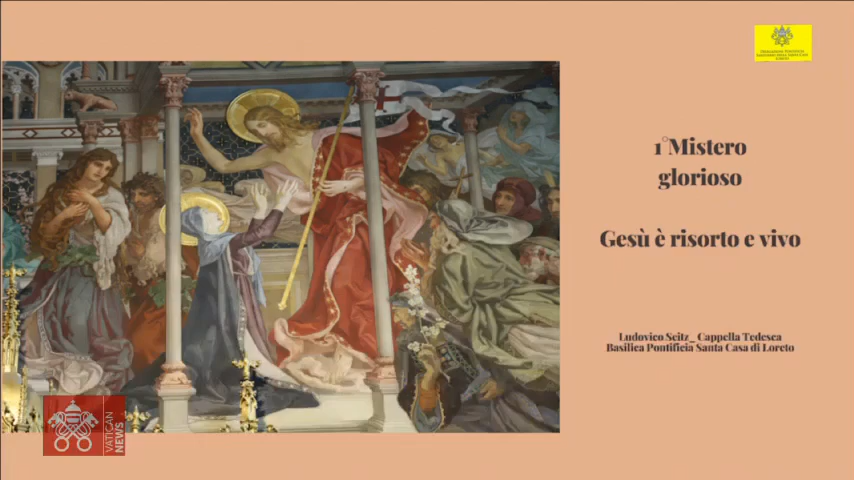 1°Mistero
glorioso
Gesù è risorto e vivo
Ludovico Seitz_ Cappella Tedesca
Basilica Pontificia Santa Casa di Loreto
VATICAN
NEWS